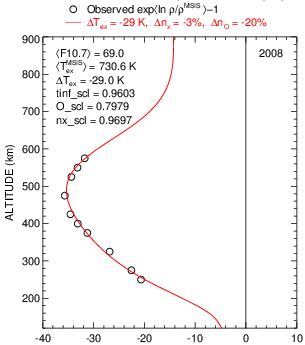 Observed exp⟨ln ρ/ρ^MSIS⟩−1
ΔT_ex = -29 K, Δn_x = -3%, Δn_O = -20%
⟨F10.7⟩ = 69.0
⟨T_ex^MSIS⟩ = 730.6 K
ΔT_ex = -29.0 K
tinf_scl = 0.9603
O_scl = 0.7979
nx_scl = 0.9697
2008
ALTITUDE (km)
900
800
700
600
500
400
300
200
-40 -30 -20 -10 0 10